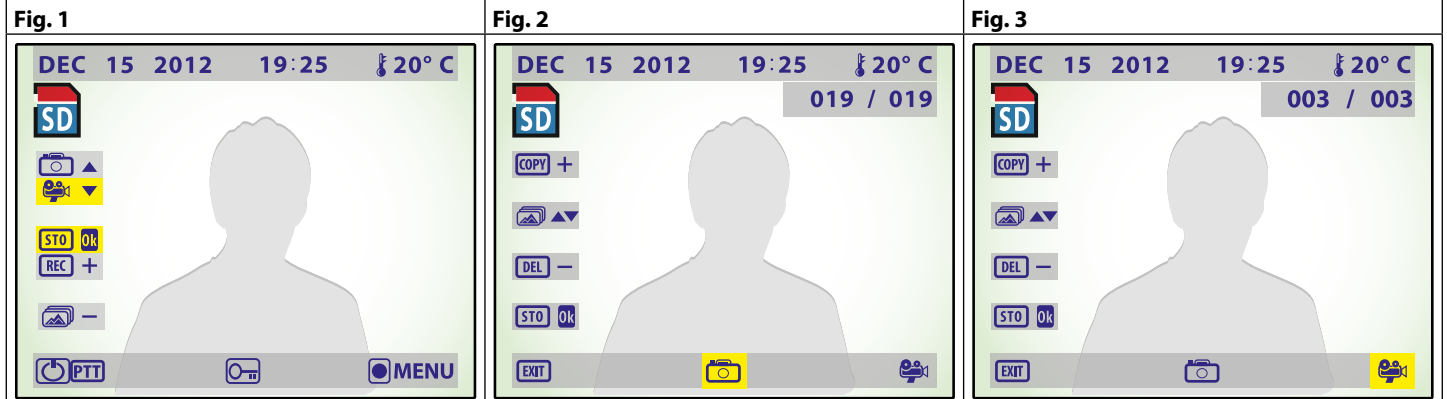 Fig. 1
DEC 15 2012 19:25 20° C
SD
STO Ok
REC +
−
PTT MENU
Fig. 2
DEC 15 2012 19:25 20° C
019 / 019
SD
COPY +
DEL −
STO Ok
EXIT
Fig. 3
DEC 15 2012 19:25 20° C
003 / 003
SD
COPY +
DEL −
STO Ok
EXIT